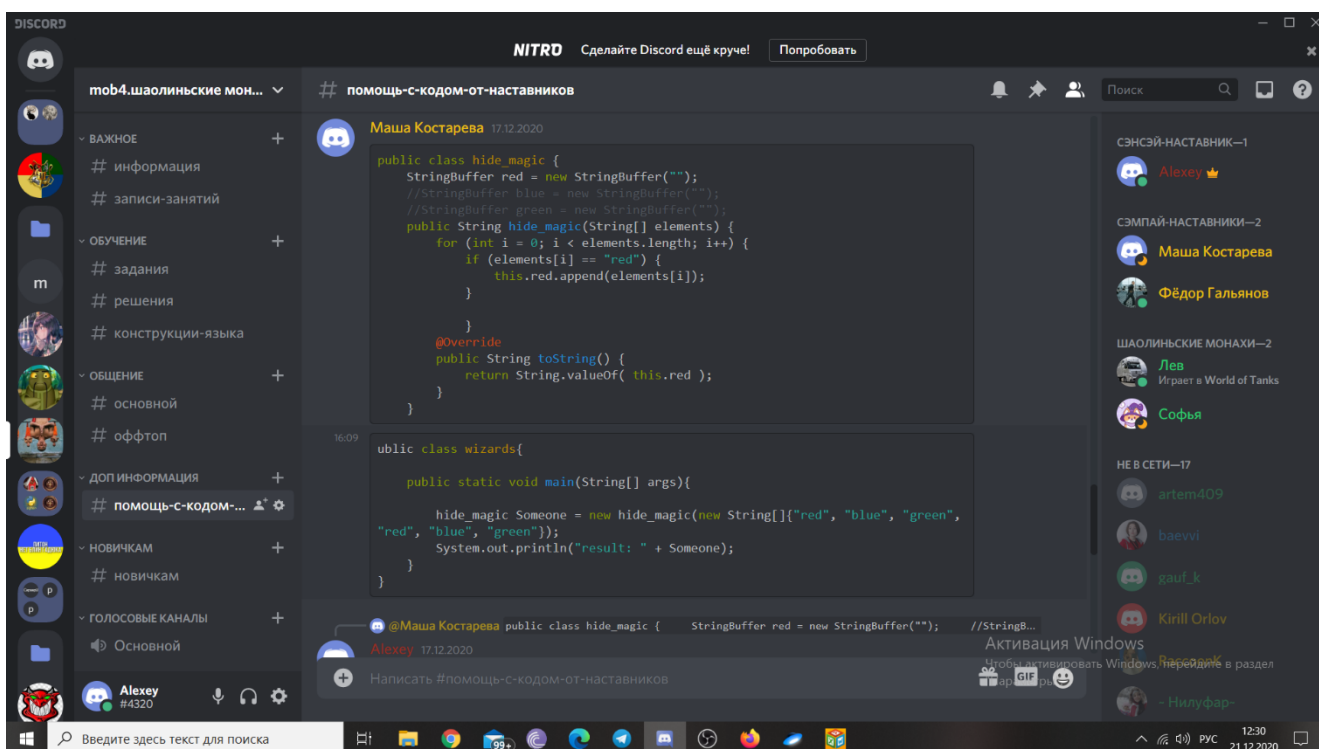 DISCORD
NITRO Сделайте Discord ещё круче! Попробовать
mob4.шаолиньские мон...
ВАЖНОЕ
# информация
# записи-занятий
ОБУЧЕНИЕ
# задания
m
# решения
# конструкции-языка
ОБЩЕНИЕ
# основной
# оффтоп
ДОП ИНФОРМАЦИЯ
# помощь-с-кодом-...
НОВИЧКАМ
# новичкам
P
P
ГОЛОСОВЫЕ КАНАЛЫ
Основной
Alexey
#4320
# помощь-с-кодом-от-наставников
Поиск
Маша Костарева 17.12.2020
public class hide_magic {
StringBuffer red = new StringBuffer("");
//StringBuffer blue = new StringBuffer("");
//StringBuffer green = new StringBuffer("");
public String hide_magic(String[] elements) {
for (int i = 0; i < elements.length; i++) {
if (elements[i] == "red") {
this.red.append(elements[i]);
}
}
@Override
public String toString() {
return String.valueOf( this.red );
}
}
16:09
ublic class wizards{
public static void main(String[] args){
hide_magic Someone = new hide_magic(new String[]{"red", "blue", "green",
"red", "blue", "green"});
System.out.println("result: " + Someone);
}
}
@Маша Костарева public class hide_magic { StringBuffer red = new StringBuffer(""); //StringB...
Alexey 17.12.2020
Написать #помощь-с-кодом-от-наставников
GIF
СЭНСЭЙ-НАСТАВНИК—1
Alexey
СЭМПАЙ-НАСТАВНИКИ—2
Маша Костарева
Фёдор Гальянов
ШАОЛИНЬСКИЕ МОНАХИ—2
Лев
Играет в World of Tanks
Софья
НЕ В СЕТИ—17
artem409
baevvi
gauf_k
Kirill Orlov
Активация Windows
Чтобы активировать Windows, перейдите в раздел
- Нилуфар-
Введите здесь текст для поиска
99+
РУС
12:30
21.12.2020